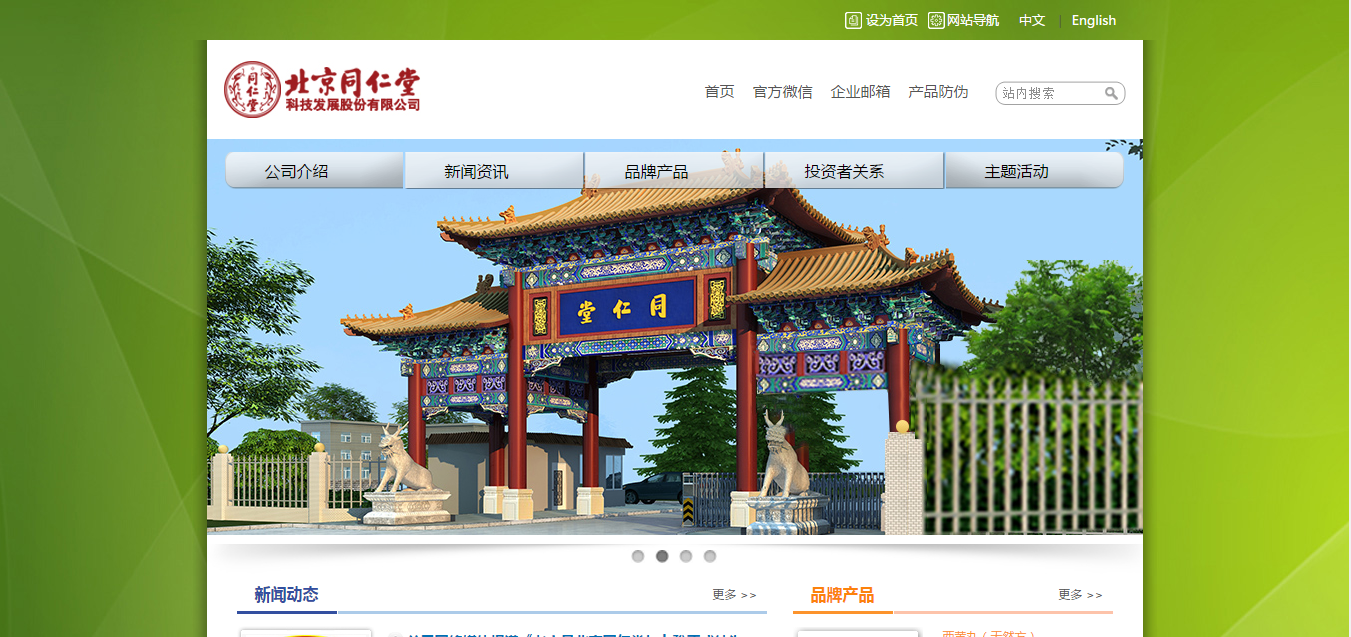 设为首页 网站导航 中文 | English
同仁堂
北京同仁堂
科技发展股份有限公司
首页 官方微信 企业邮箱 产品防伪 站内搜索
公司介绍 新闻资讯 品牌产品 投资者关系 主题活动
堂仁同
新闻动态 更多 >>
品牌产品 更多 >>